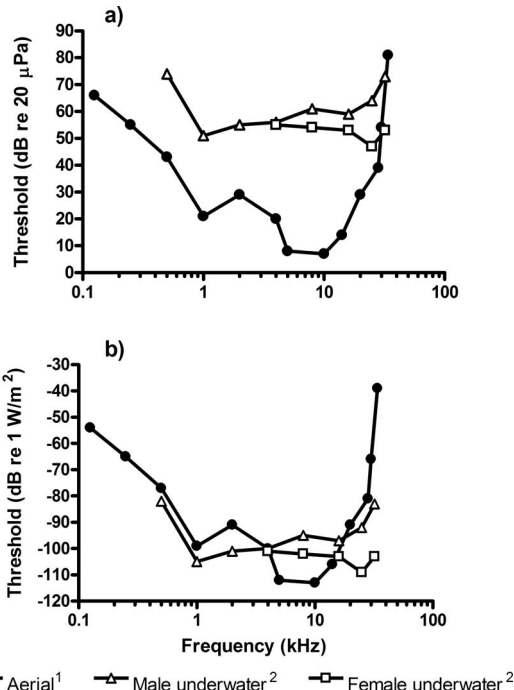 a)
Threshold (dB re 20 μPa)
90
80
70
60
50
40
30
20
10
0
0.1 1 10 100
b)
Threshold (dB re 1 W/m²)
-30
-40
-50
-60
-70
-80
-90
-100
-110
-120
0.1 1 10 100
Frequency (kHz)
Aerial¹ Male underwater² Female underwater²